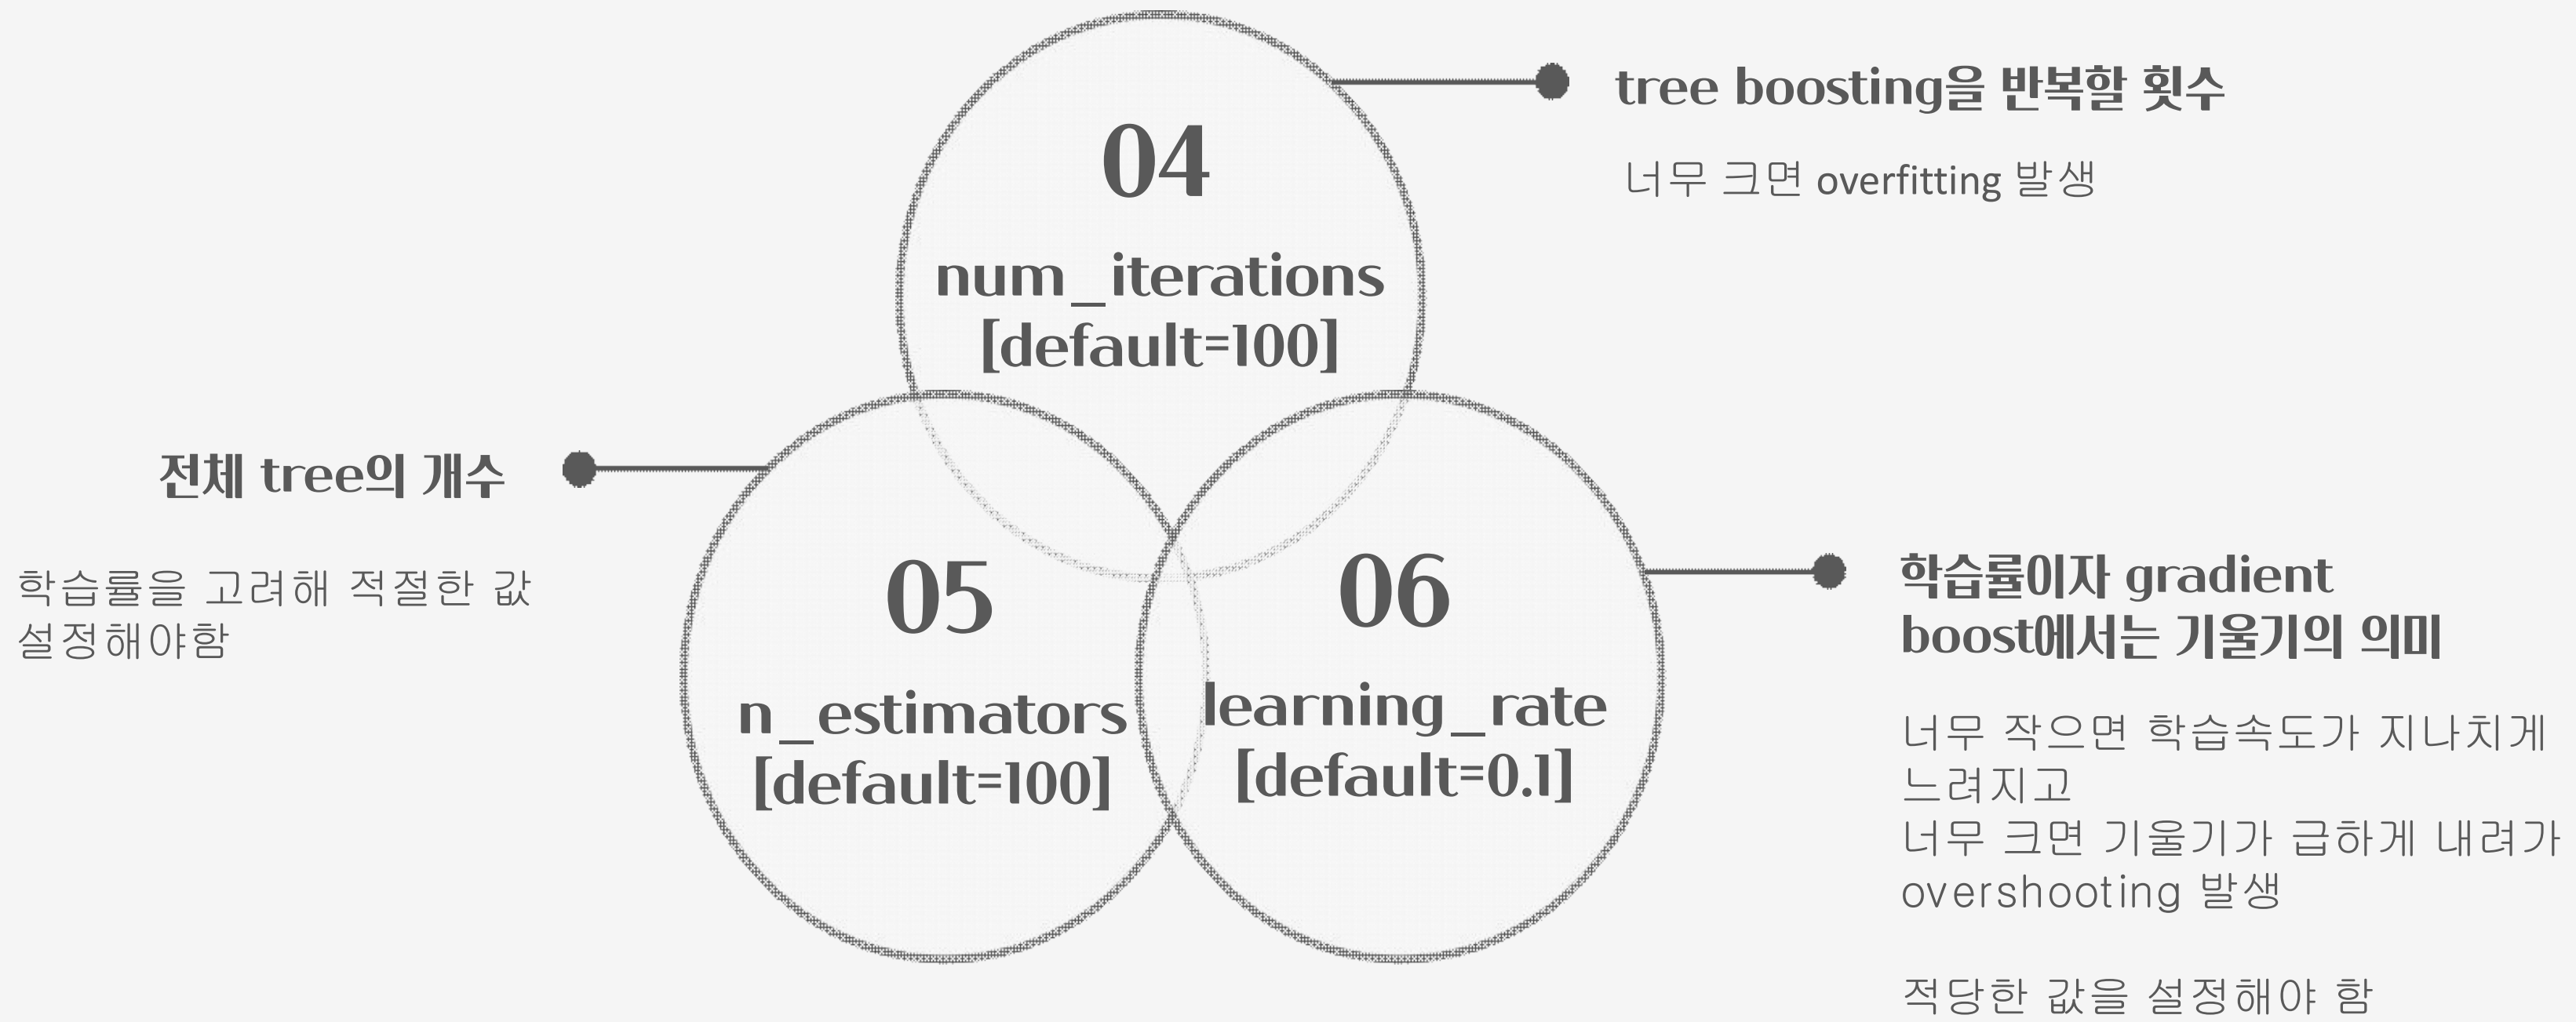 04
num_iterations
[default=100]
tree boosting을 반복할 횟수
너무 크면 overfitting 발생
전체 tree의 개수
학습률을 고려해 적절한 값
설정해야함
05
n_estimators
[default=100]
06
learning_rate
[default=0.1]
학습률이자 gradient
boost에서는 기울기의 의미
너무 작으면 학습속도가 지나치게
느려지고
너무 크면 기울기가 급하게 내려가
overshooting 발생
적당한 값을 설정해야 함